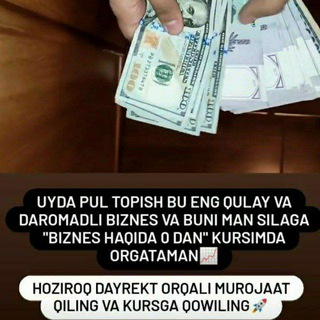 100
UYDA PUL TOPISH BU ENG QULAY VA
DAROMADLI BIZNES VA BUNI MAN SILAGA
"BIZNES HAQIDA 0 DAN" KURSIMDA
ORGATAMAN📈
HOZIROQ DAYREKT ORQALI MUROJAAT
QILING VA KURSGA QOWILING🚀